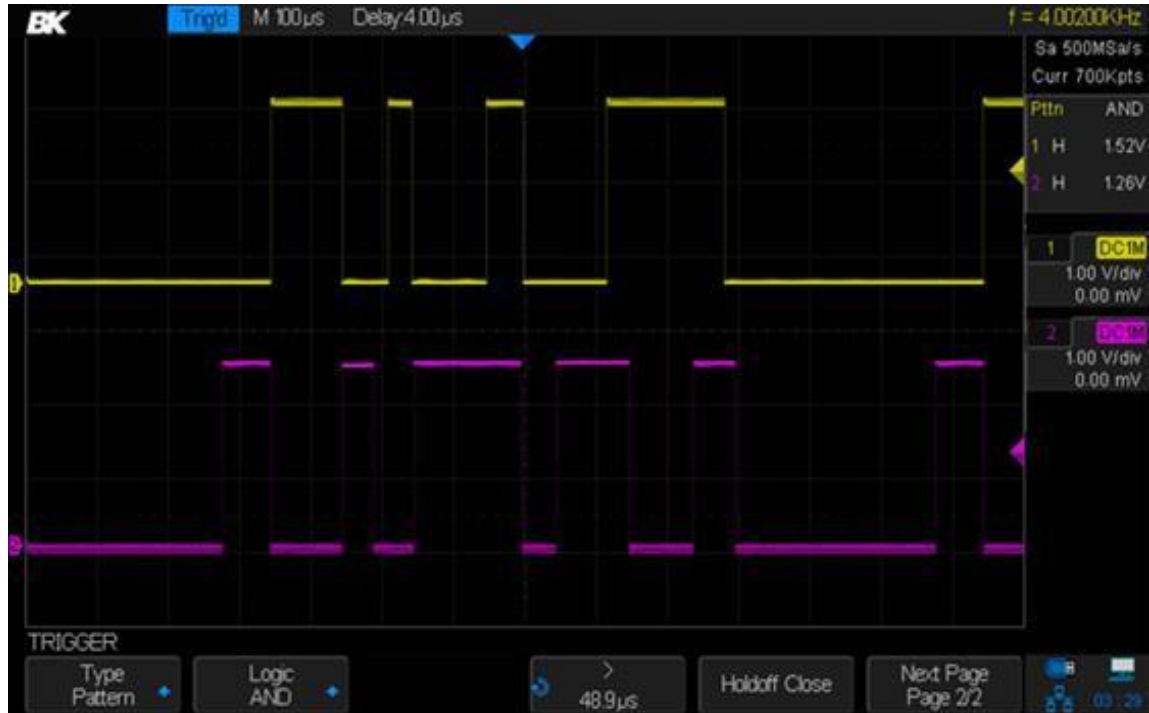 BK Trig'd M 100µs Delay:4.00µs f = 4.00200KHz
Sa 500MSa/s
Curr 700Kpts
Pttn AND
1 H 1.52V
2 H 1.26V
1 DC1M
1.00 V/div
0.00 mV
2 DC1M
1.00 V/div
0.00 mV
1
2
TRIGGER
Type
Pattern
Logic
AND
>
48.9µs
Holdoff Close
Next Page
Page 2/2
03 : 29